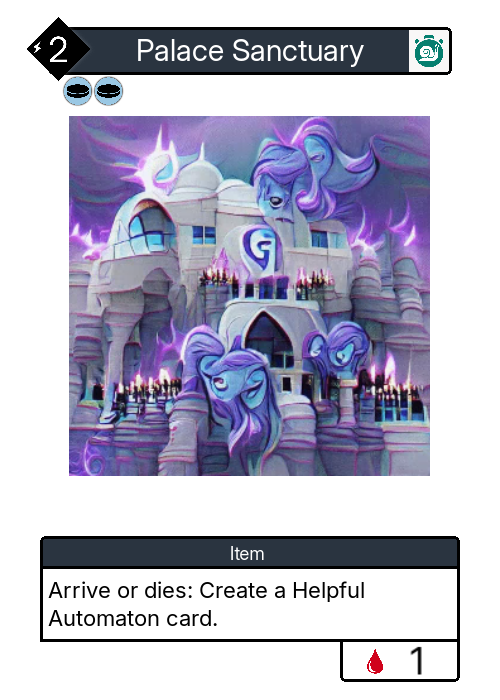 2
Palace Sanctuary
G
Item
Arrive or dies: Create a Helpful
Automaton card.
1